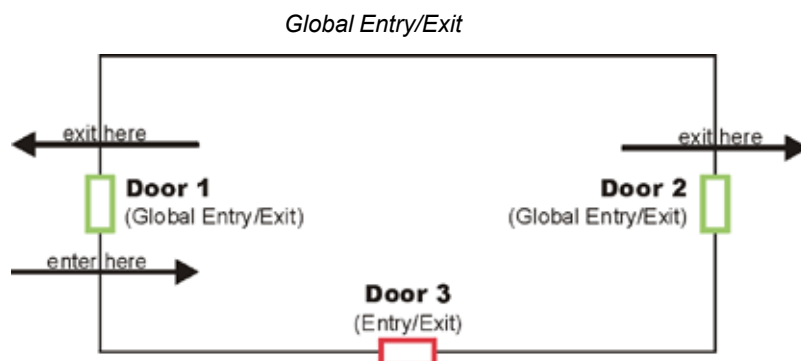 Global Entry/Exit
exit here
exit here
Door 1
(Global Entry/Exit)
Door 2
(Global Entry/Exit)
enter here
Door 3
(Entry/Exit)